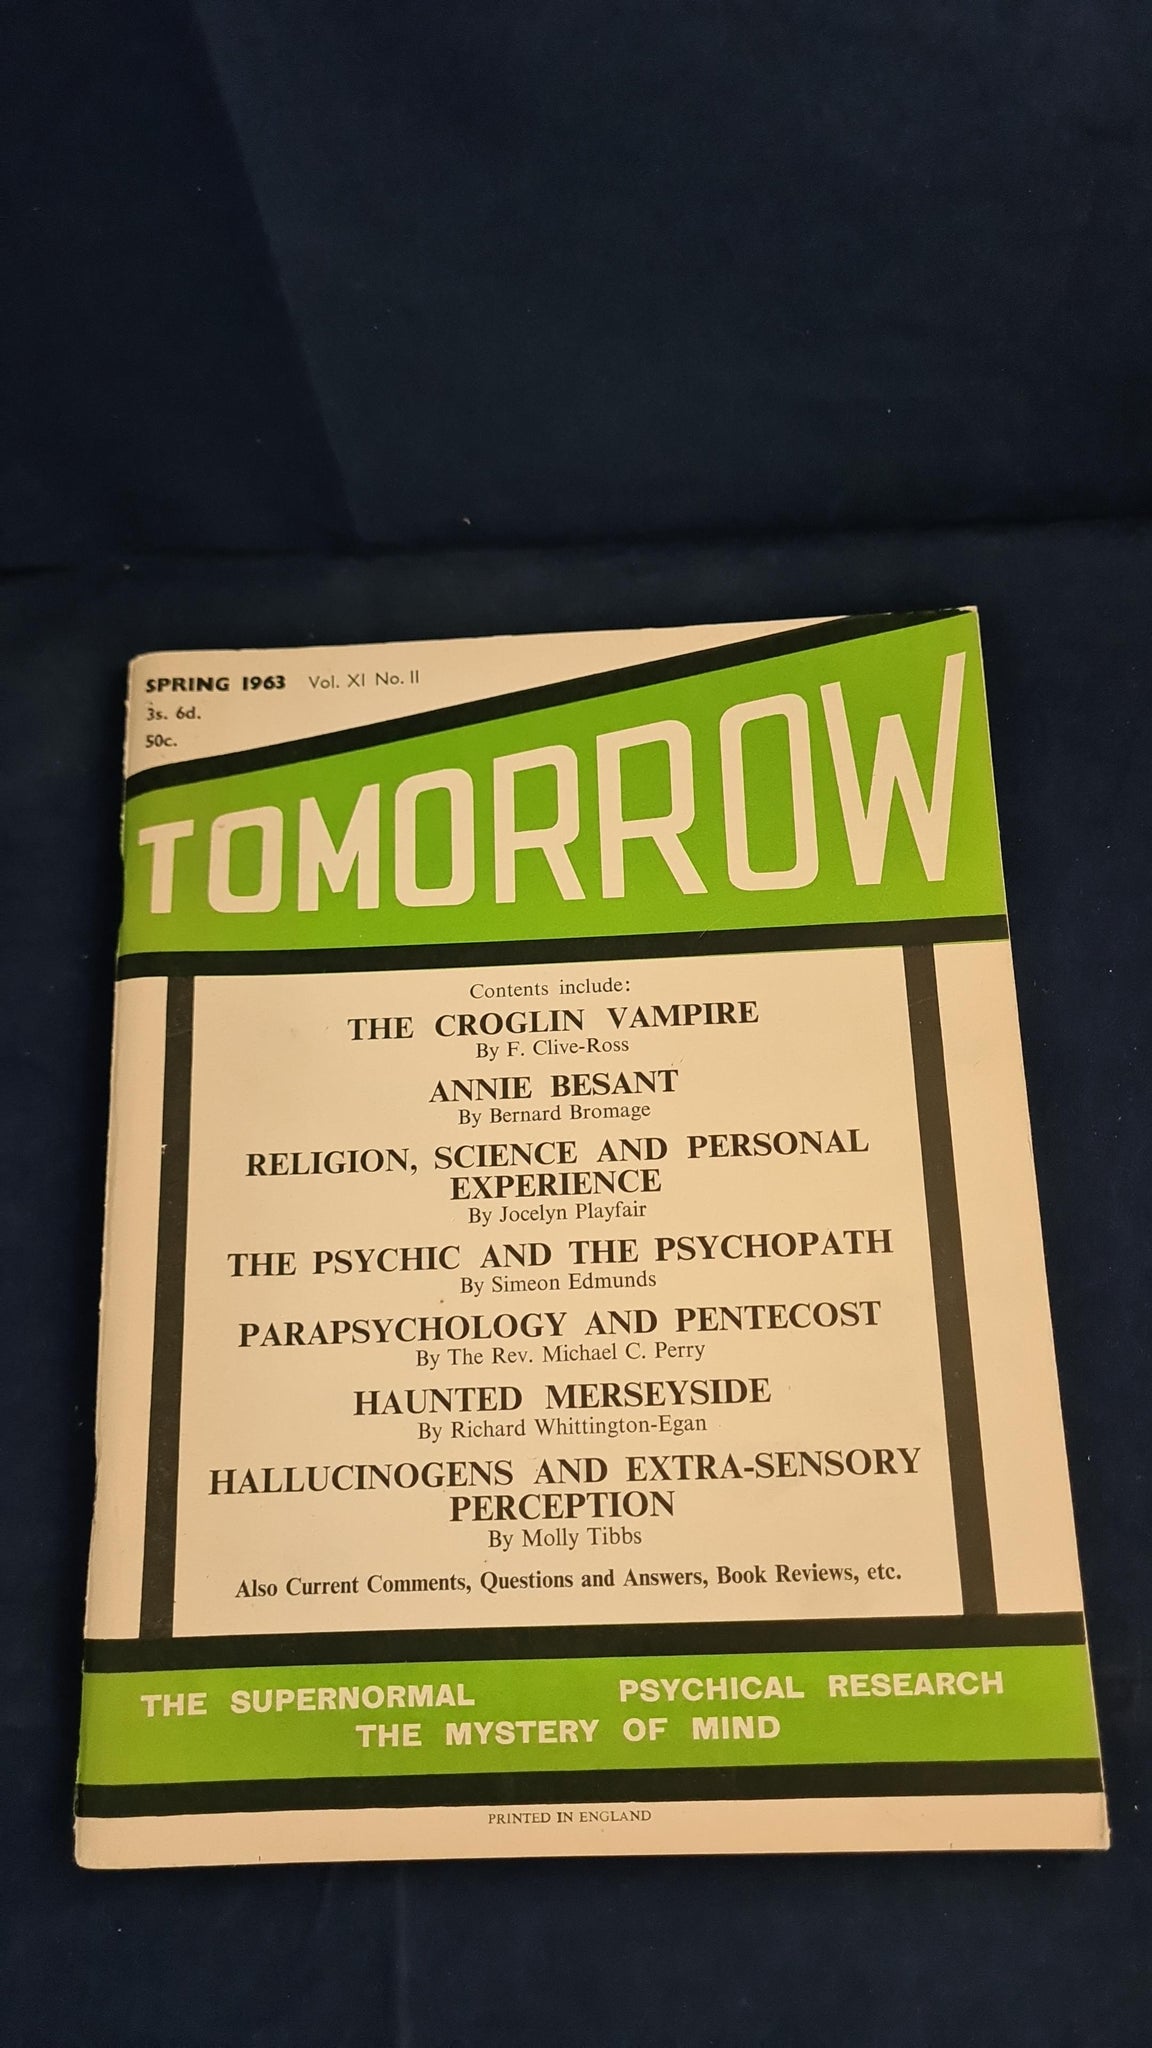 SPRING 1963 Vol. XI No. II
3s. 6d.
50c.
TOMORROW
Contents include:
THE CROGLIN VAMPIRE
By F. Clive-Ross
ANNIE BESANT
By Bernard Bromage
RELIGION, SCIENCE AND PERSONAL
EXPERIENCE
By Jocelyn Playfair
THE PSYCHIC AND THE PSYCHOPATH
By Simeon Edmunds
PARAPSYCHOLOGY AND PENTECOST
By The Rev. Michael C. Perry
HAUNTED MERSEYSIDE
By Richard Whittington-Egan
HALLUCINOGENS AND EXTRA-SENSORY
PERCEPTION
By Molly Tibbs
Also Current Comments, Questions and Answers, Book Reviews, etc.
THE SUPERNORMAL PSYCHICAL RESEARCH
THE MYSTERY OF MIND
PRINTED IN ENGLAND